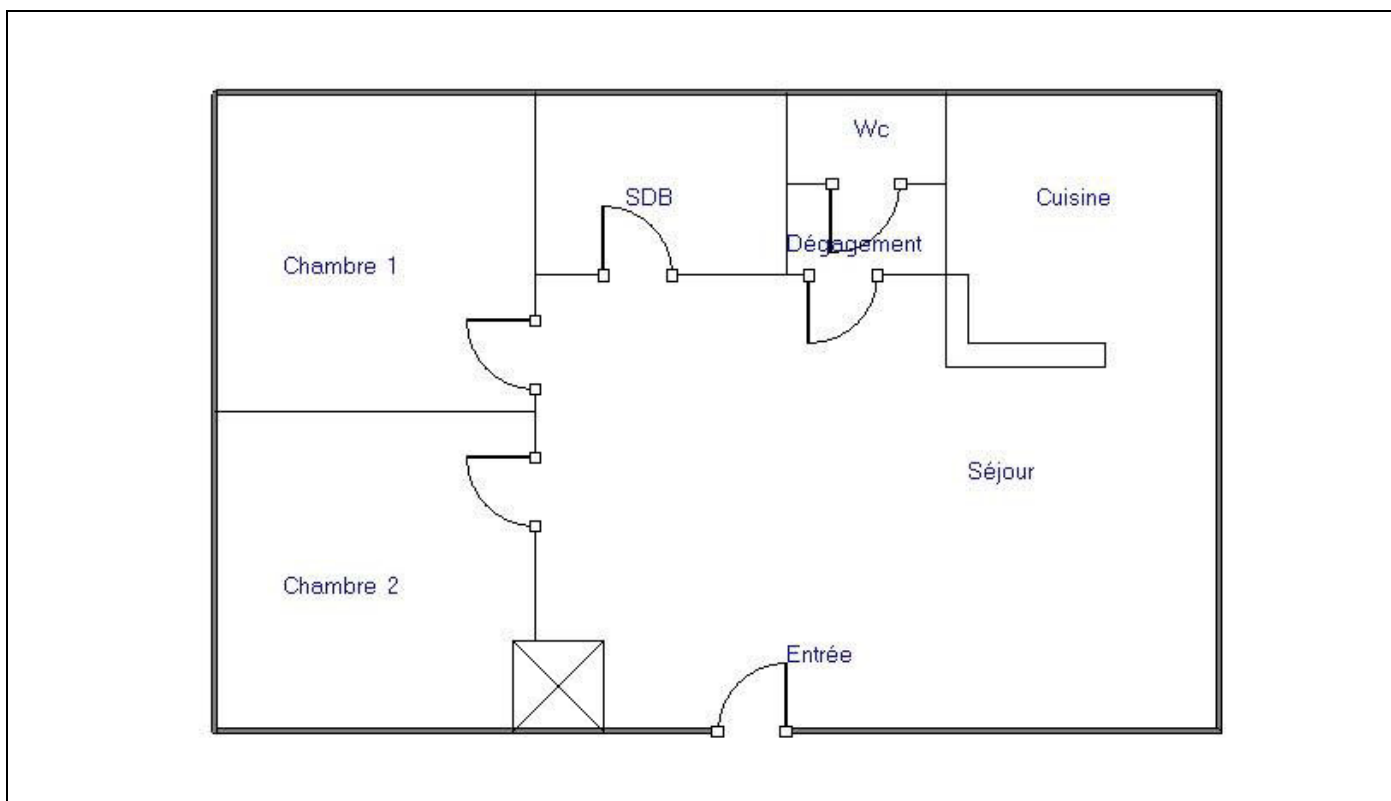 Wc
SDB
Cuisine
Dégagement
Chambre 1
Séjour
Chambre 2
Entrée